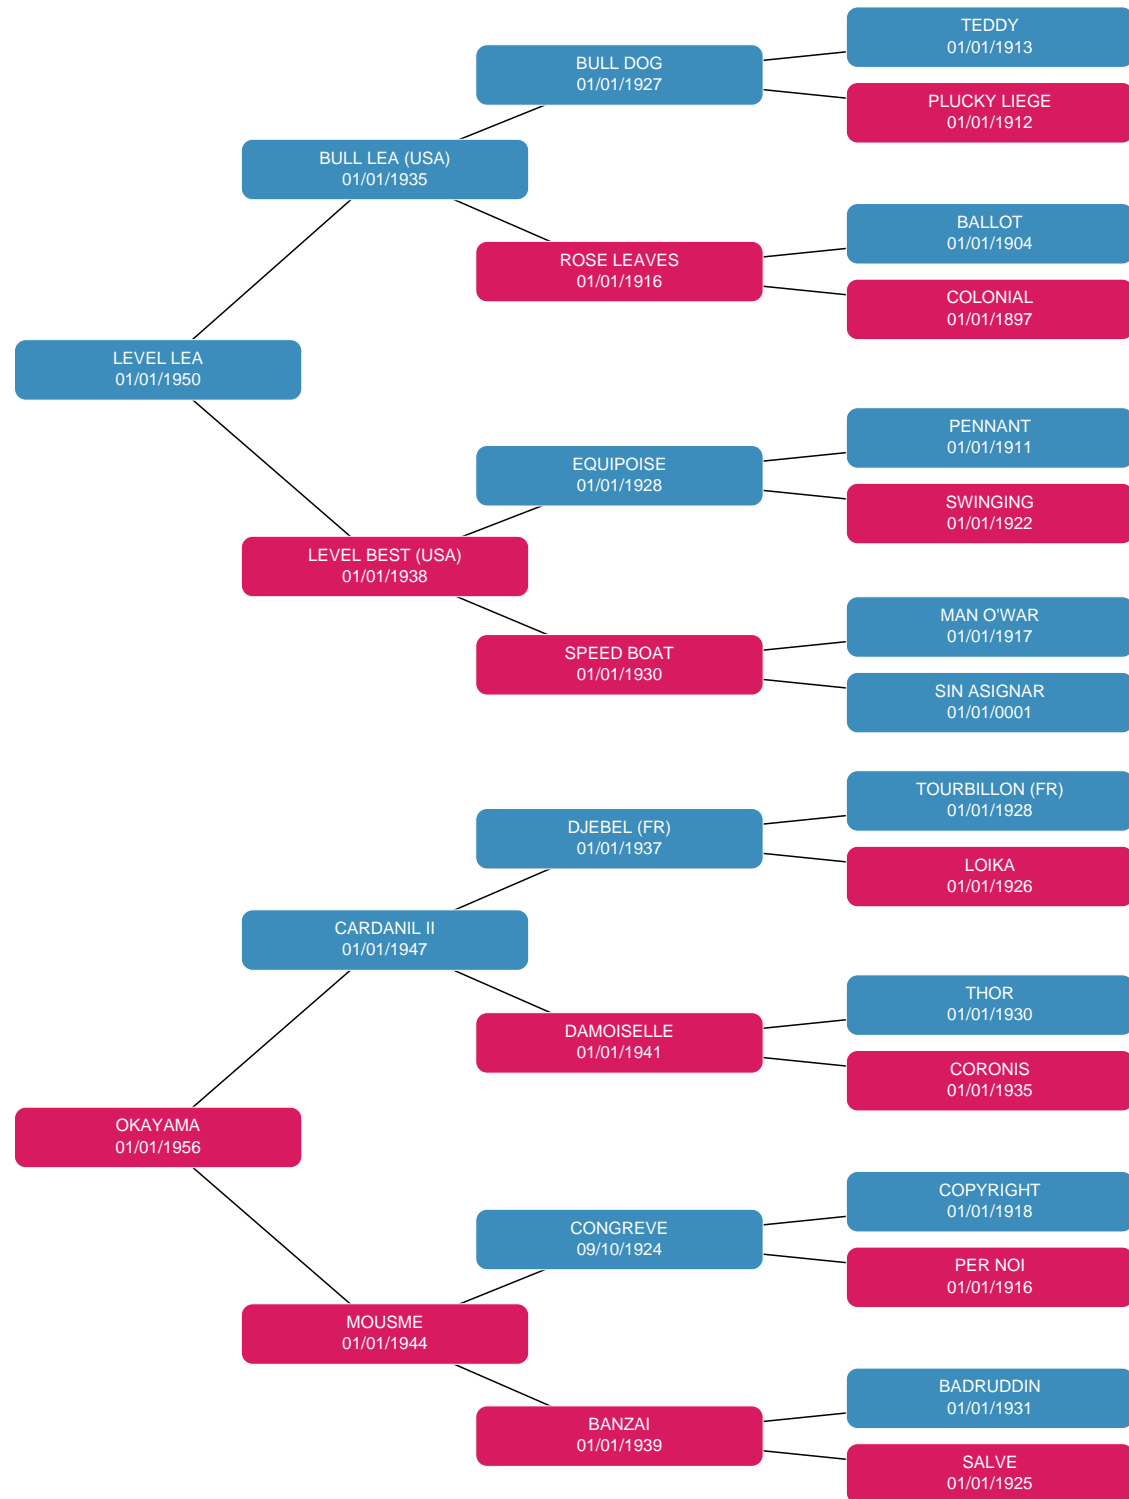 TEDDY
01/01/1913
BULL DOG
01/01/1927
PLUCKY LIEGE
01/01/1912
BULL LEA (USA)
01/01/1935
BALLOT
01/01/1904
ROSE LEAVES
01/01/1916
COLONIAL
01/01/1897
LEVEL LEA
01/01/1950
PENNANT
01/01/1911
EQUIPOISE
01/01/1928
SWINGING
01/01/1922
LEVEL BEST (USA)
01/01/1938
MAN O'WAR
01/01/1917
SPEED BOAT
01/01/1930
SIN ASIGNAR
01/01/0001
TOURBILLON (FR)
01/01/1928
DJEBEL (FR)
01/01/1937
LOIKA
01/01/1926
CARDANIL II
01/01/1947
THOR
01/01/1930
DAMOISELLE
01/01/1941
CORONIS
01/01/1935
OKAYAMA
01/01/1956
COPYRIGHT
01/01/1918
CONGREVE
09/10/1924
PER NOI
01/01/1916
MOUSME
01/01/1944
BADRUDDIN
01/01/1931
BANZAI
01/01/1939
SALVE
01/01/1925